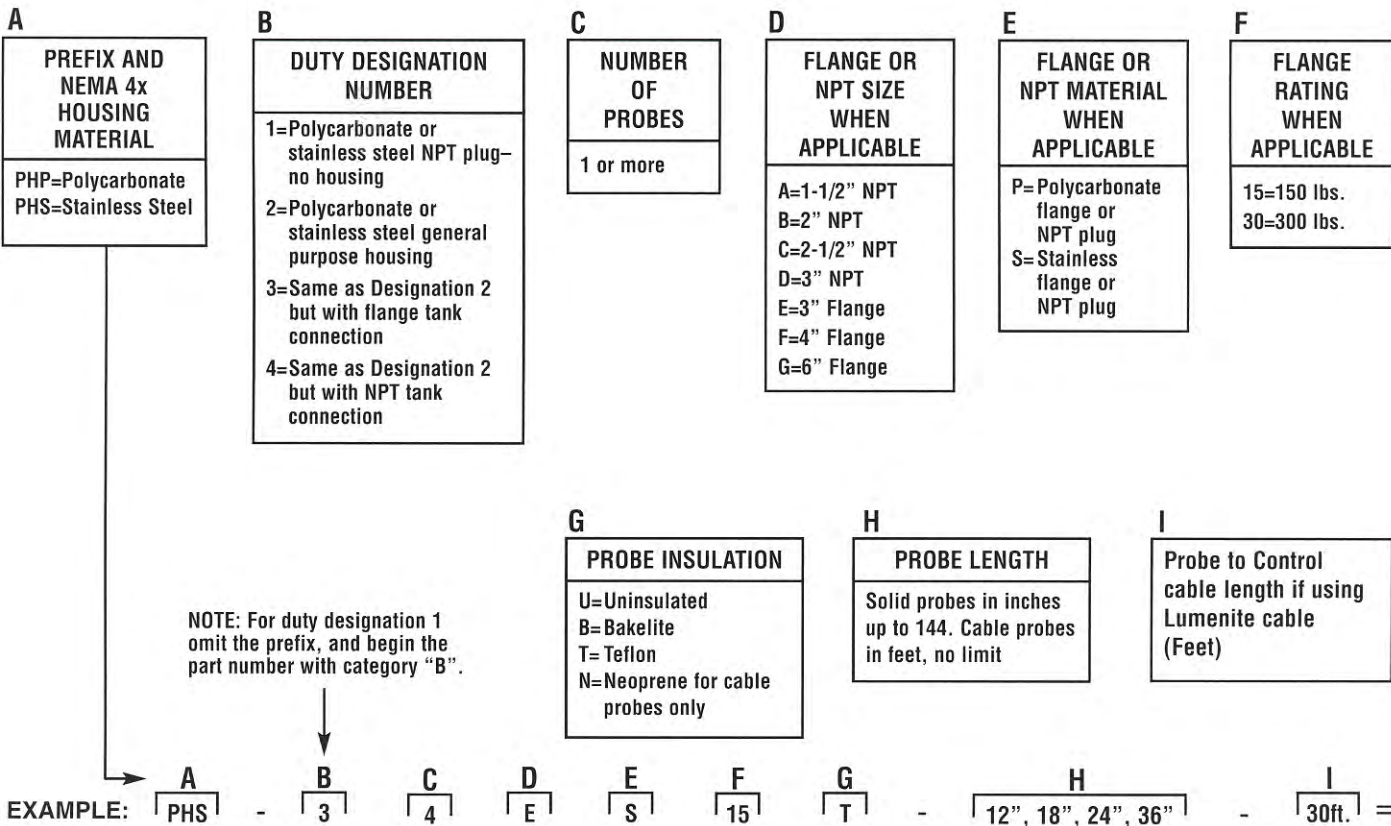 A
PREFIX AND
NEMA 4x
HOUSING
MATERIAL
PHP=Polycarbonate
PHS=Stainless Steel
B
DUTY DESIGNATION
NUMBER
1=Polycarbonate or
stainless steel NPT plug–
no housing
2=Polycarbonate or
stainless steel general
purpose housing
3=Same as Designation 2
but with flange tank
connection
4=Same as Designation 2
but with NPT tank
connection
C
NUMBER
OF
PROBES
1 or more
D
FLANGE OR
NPT SIZE
WHEN
APPLICABLE
A=1-1/2” NPT
B=2” NPT
C=2-1/2” NPT
D=3” NPT
E=3” Flange
F=4” Flange
G=6” Flange
E
FLANGE OR
NPT MATERIAL
WHEN
APPLICABLE
P=Polycarbonate
flange or
NPT plug
S=Stainless
flange or
NPT plug
F
FLANGE
RATING
WHEN
APPLICABLE
15=150 lbs.
30=300 lbs.
G
PROBE INSULATION
U=Uninsulated
B=Bakelite
T=Teflon
N=Neoprene for cable
probes only
H
PROBE LENGTH
Solid probes in inches
up to 144. Cable probes
in feet, no limit
I
Probe to Control
cable length if using
Lumenite cable
(Feet)
NOTE: For duty designation 1
omit the prefix, and begin the
part number with category “B”.
A B C D E F G H I
EXAMPLE: PHS - 3 4 E S 15 T - 12”, 18”, 24”, 36” - 30ft. =